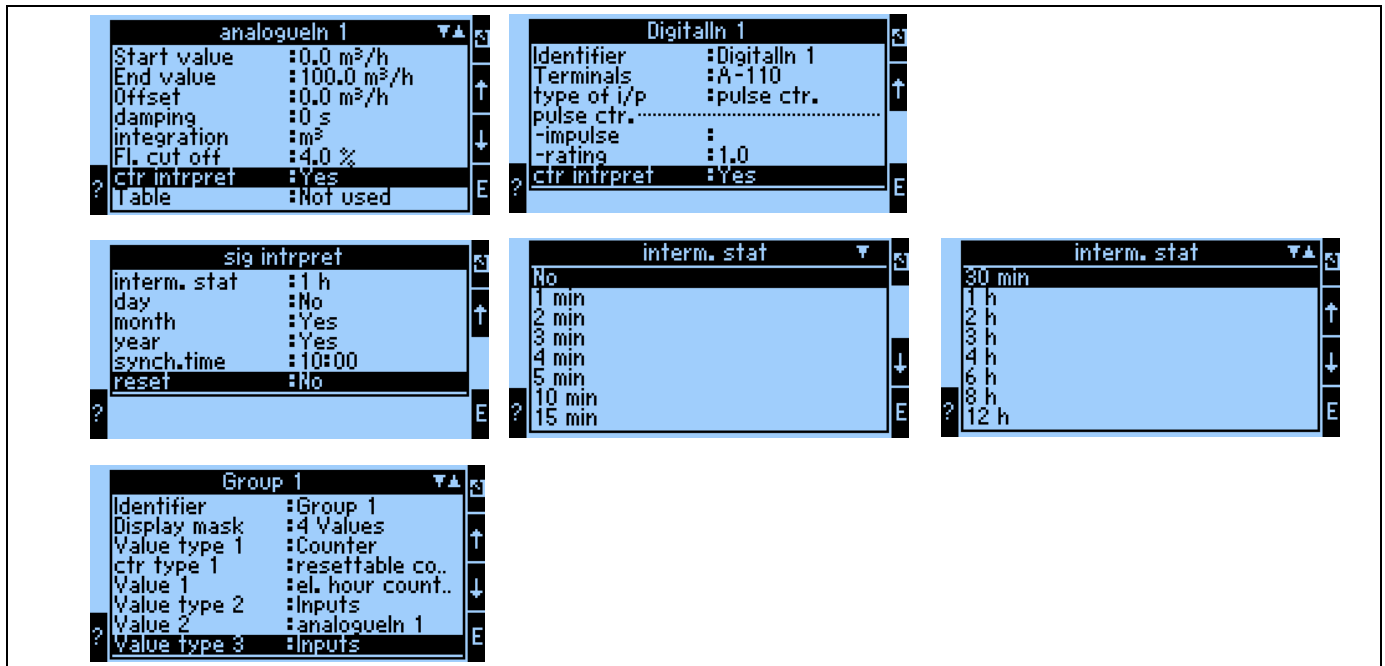 analogueIn 1
Start value :0.0 m³/h
End value :100.0 m³/h
Offset :0.0 m³/h
damping :0 s
integration :m³
Fl. cut off :4.0 %
ctr intrpret :Yes
Table :Not used
? E
DigitalIn 1
Identifier :DigitalIn 1
Terminals :A-110
type of i/p :pulse ctr.
pulse ctr.
-impulse :
-rating :1.0
ctr intrpret :Yes
? E
sig intrpret
interm. stat :1 h
day :No
month :Yes
year :Yes
synch.time :10:00
reset :No
? E
interm. stat
No
1 min
2 min
3 min
4 min
5 min
10 min
15 min
? E
interm. stat
30 min
1 h
2 h
3 h
4 h
6 h
8 h
12 h
? E
Group 1
Identifier :Group 1
Display mask :4 Values
Value type 1 :Counter
ctr type 1 :resettable co..
Value 1 :el. hour count..
Value type 2 :Inputs
Value 2 :analogueIn 1
Value type 3 :Inputs
? E